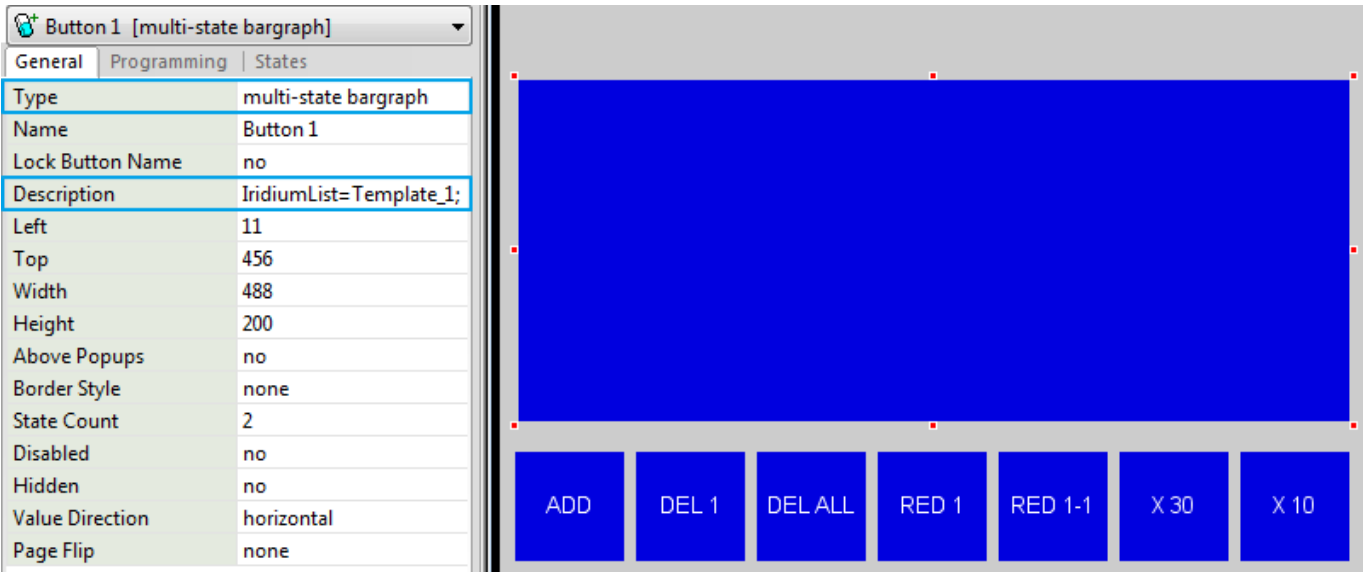 Button 1 [multi-state bargraph]
General Programming States
Type multi-state bargraph
Name Button 1
Lock Button Name no
Description IridiumList=Template_1;
Left 11
Top 456
Width 488
Height 200
Above Popups no
Border Style none
State Count 2
Disabled no
Hidden no
Value Direction horizontal
Page Flip none
ADD DEL 1 DEL ALL RED 1 RED 1-1 X 30 X 10